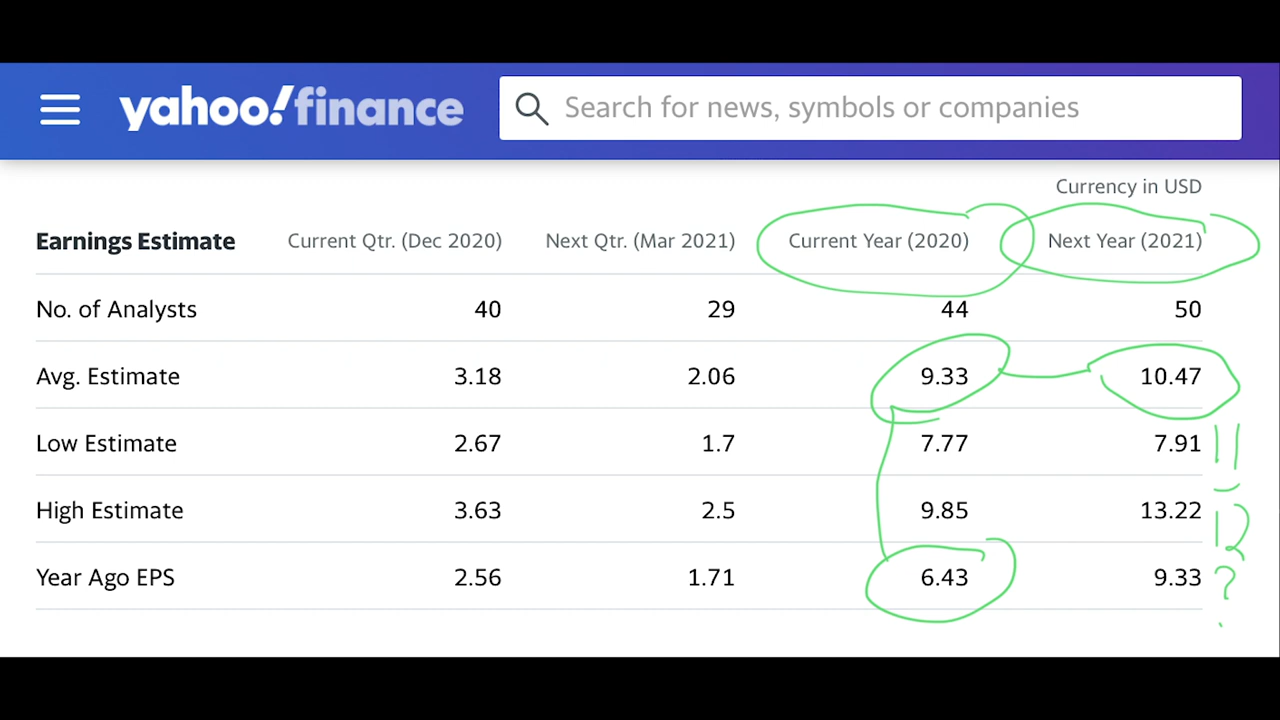 yahoo!finance Search for news, symbols or companies
Currency in USD
Earnings Estimate Current Qtr. (Dec 2020) Next Qtr. (Mar 2021) Current Year (2020) Next Year (2021)
No. of Analysts 40 29 44 50
Avg. Estimate 3.18 2.06 9.33 10.47
Low Estimate 2.67 1.7 7.77 7.91
11
High Estimate 3.63 2.5 9.85 13.22
12
Year Ago EPS 2.56 1.71 6.43 9.33
?